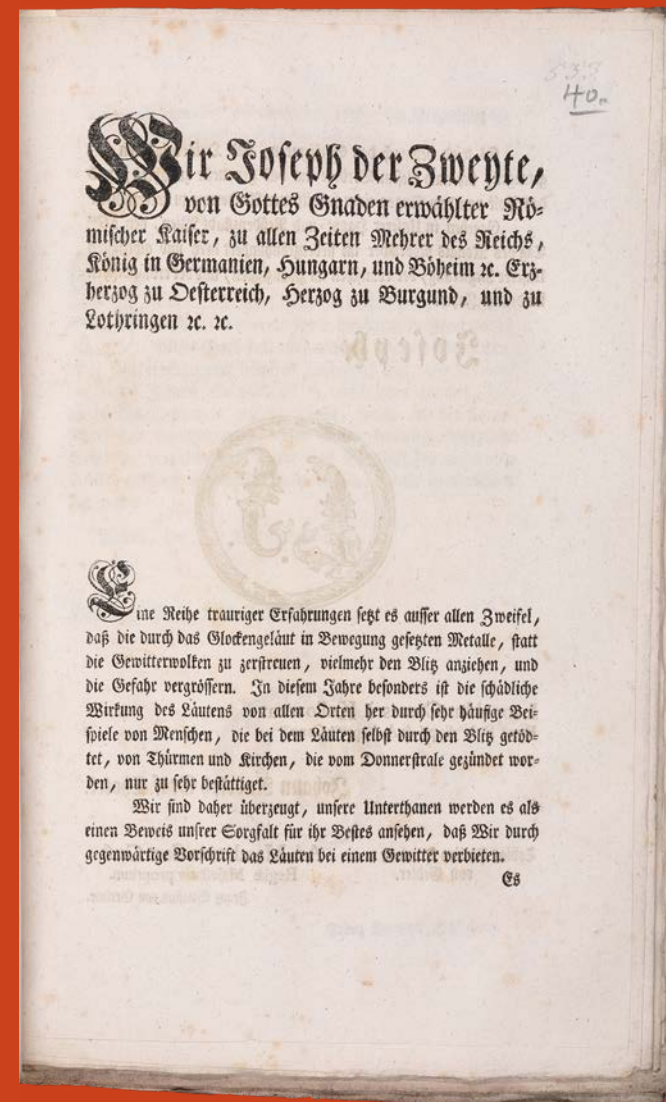 40.
Wir Joseph der Zweyte,
von Gottes Gnaden erwählter Rö-
mischer Kaiser, zu allen Zeiten Mehrer des Reichs,
König in Germanien, Hungarn, und Böheim ꝛc. Erz-
herzog zu Oesterreich, Herzog zu Burgund, und zu
Lothringen ꝛc. ꝛc.
Eine Reihe trauriger Erfahrungen setzt es ausser allen Zweifel,
daß die durch das Glockengeläut in Bewegung gesetzten Metalle, statt
die Gewitterwolken zu zerstreuen, vielmehr den Blitz anziehen, und
die Gefahr vergrössern. In diesem Jahre besonders ist die schädliche
Wirkung des Läutens von allen Orten her durch sehr häufige Bei-
spiele von Menschen, die bei dem Läuten selbst durch den Blitz getöd-
tet, von Thürmen und Kirchen, die vom Donnerstrale gezündet wor-
den, nur zu sehr bestättiget.
Wir sind daher überzeugt, unsere Unterthanen werden es als
einen Beweis unsrer Sorgfalt für ihr Bestes ansehen, daß Wir durch
gegenwärtige Vorschrift das Läuten bei einem Gewitter verbieten.
Es